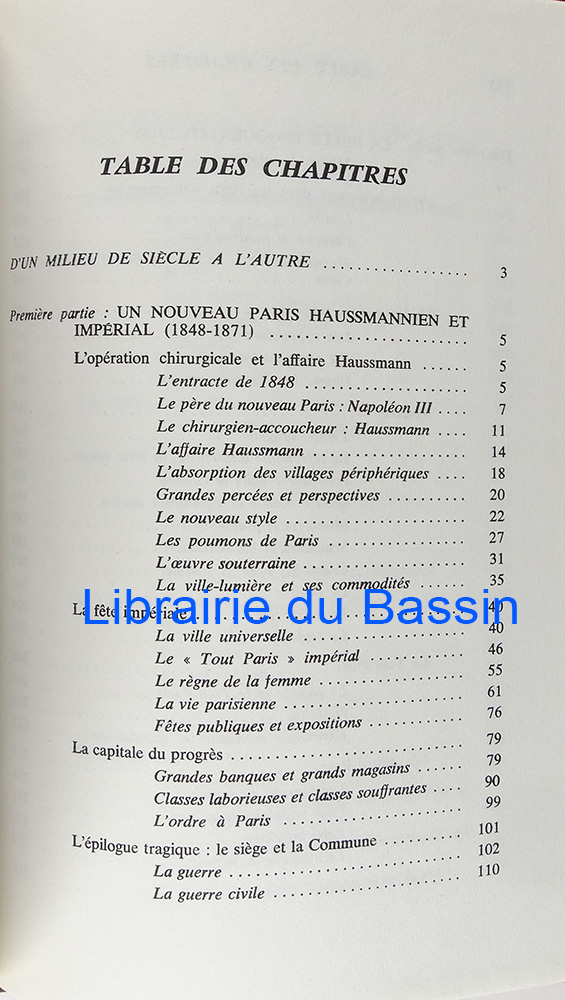 TABLE DES CHAPITRES
D'UN MILIEU DE SIÈCLE A L'AUTRE .................. 3
Première partie : UN NOUVEAU PARIS HAUSSMANNIEN ET
IMPÉRIAL (1848-1871) ......................... 5
L'opération chirurgicale et l'affaire Haussmann ...... 5
L'entracte de 1848 ................. 5
Le père du nouveau Paris : Napoléon III .... 7
Le chirurgien-accoucheur : Haussmann .... 11
L'affaire Haussmann ................ 14
L'absorption des villages périphériques .... 18
Grandes percées et perspectives .......... 20
Le nouveau style ................... 22
Les poumons de Paris ............... 27
L'œuvre souterraine ................ 31
La ville-lumière et ses commodités ...... 35
Librairie du Bassin
La fête impériale ........................... 40
La ville universelle ................. 40
Le « Tout Paris » impérial ............ 46
Le règne de la femme ............... 55
La vie parisienne ................... 61
Fêtes publiques et expositions ............ 76
La capitale du progrès .......................... 79
Grandes banques et grands magasins ...... 79
Classes laborieuses et classes souffrantes .... 90
L'ordre à Paris .................... 99
L'épilogue tragique : le siège et la Commune .......... 101
La guerre ......................... 102
La guerre civile .................... 110